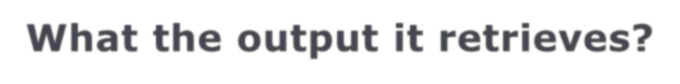 What the output it retrieves?